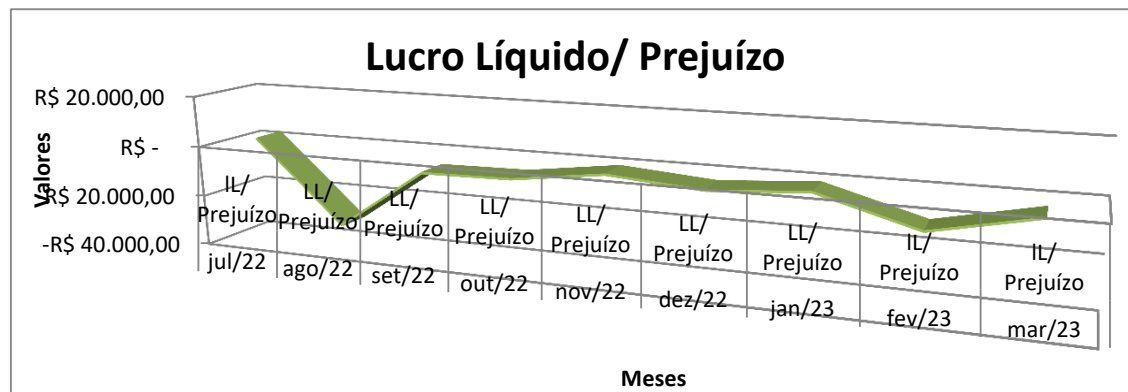 Lucro Líquido/ Prejuízo
R$ 20.000,00
R$ -
-R$ 20.000,00
-R$ 40.000,00
Valores
IL/
Prejuízo
LL/
Prejuízo
LL/
Prejuízo
LL/
Prejuízo
LL/
Prejuízo
LL/
Prejuízo
LL/
Prejuízo
IL/
Prejuízo
IL/
Prejuízo
jul/22
ago/22
set/22
out/22
nov/22
dez/22
jan/23
fev/23
mar/23
Meses